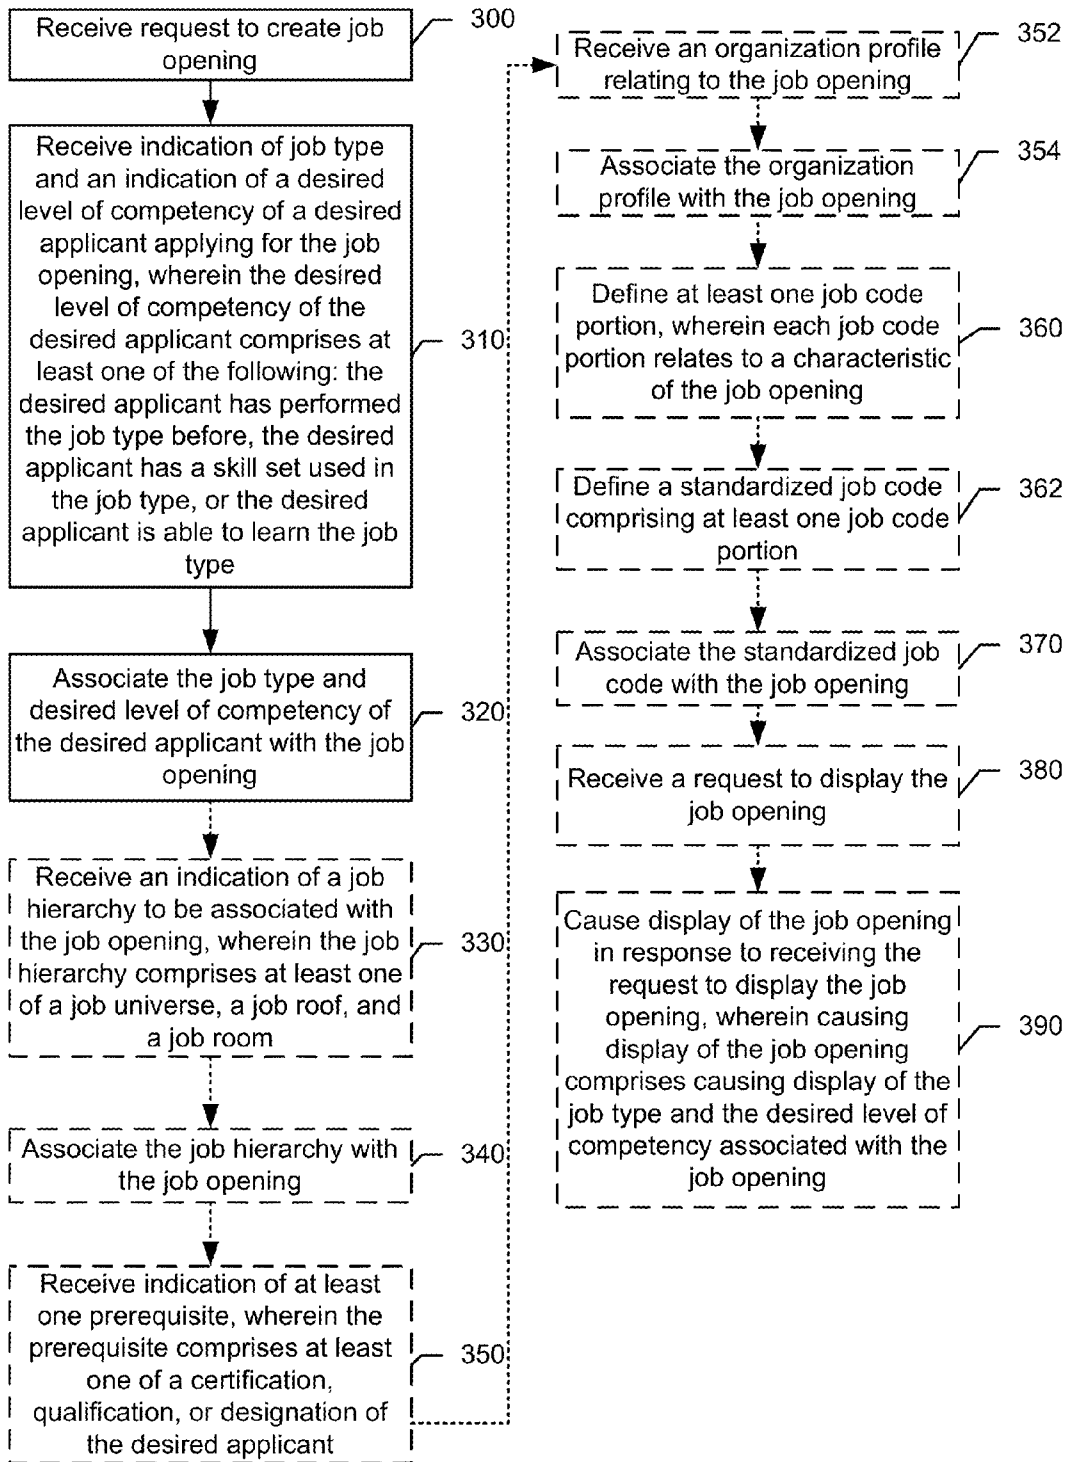 Receive request to create job
opening
300
Receive indication of job type
and an indication of a desired
level of competency of a desired
applicant applying for the job
opening, wherein the desired
level of competency of the
desired applicant comprises at
least one of the following: the
desired applicant has performed
the job type before, the desired
applicant has a skill set used in
the job type, or the desired
applicant is able to learn the job
type
310
Associate the job type and
desired level of competency of
the desired applicant with the job
opening
320
Receive an indication of a job
hierarchy to be associated with
the job opening, wherein the job
hierarchy comprises at least one
of a job universe, a job roof, and
a job room
330
Associate the job hierarchy with
the job opening
340
Receive indication of at least
one prerequisite, wherein the
prerequisite comprises at least
one of a certification,
qualification, or designation of
the desired applicant
350
Receive an organization profile
relating to the job opening
352
Associate the organization
profile with the job opening
354
Define at least one job code
portion, wherein each job code
portion relates to a characteristic
of the job opening
360
Define a standardized job code
comprising at least one job code
portion
362
Associate the standardized job
code with the job opening
370
Receive a request to display the
job opening
380
Cause display of the job opening
in response to receiving the
request to display the job
opening, wherein causing
display of the job opening
comprises causing display of the
job type and the desired level of
competency associated with the
job opening
390